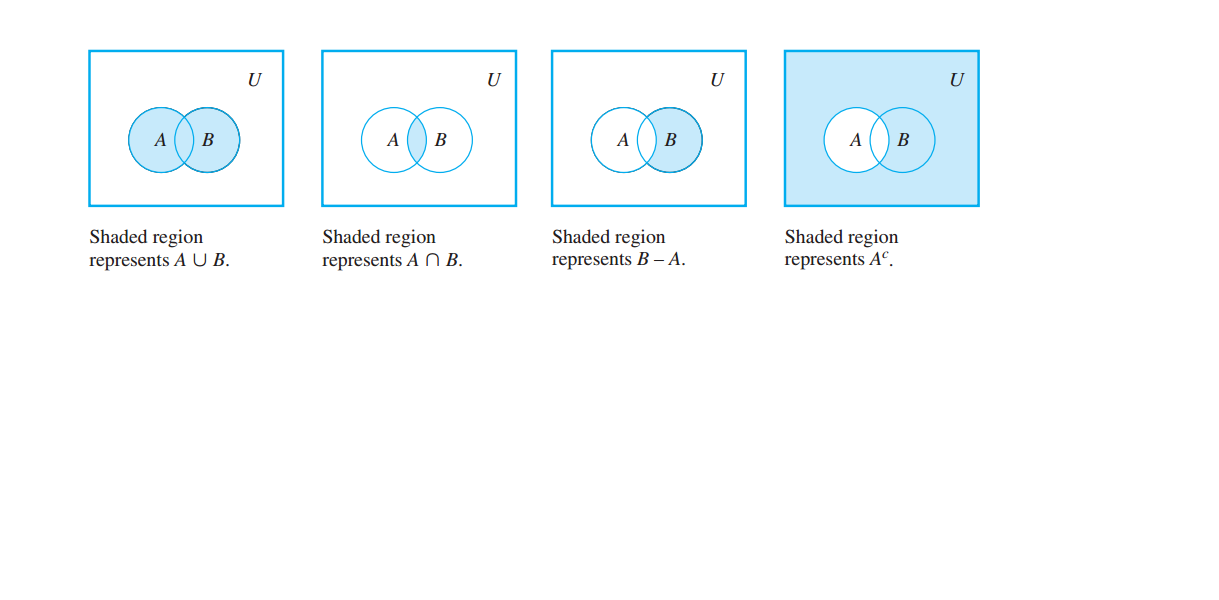 U
A B
Shaded region
represents A ∪ B.
U
A B
Shaded region
represents A ∩ B.
U
A B
Shaded region
represents B – A.
U
A B
Shaded region
represents Aᶜ.